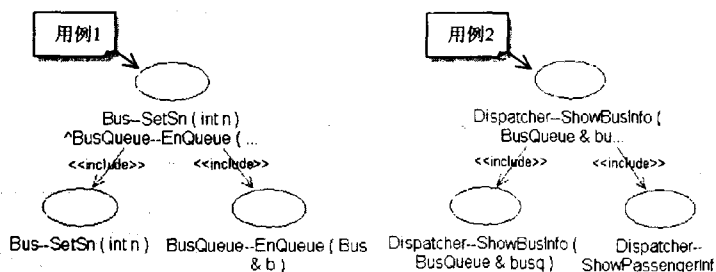 用例1
用例2
Bus--SetSn ( int n )
^BusQueue--EnQueue ( ...
Dispatcher--ShowBusInfo (
BusQueue & bu...
<<include>>
<<include>>
<<include>>
<<include>>
Bus--SetSn ( int n )
BusQueue--EnQueue ( Bus
& b )
Dispatcher--ShowBusInfo (
BusQueue & busq )
Dispatcher--
ShowPassengerInf